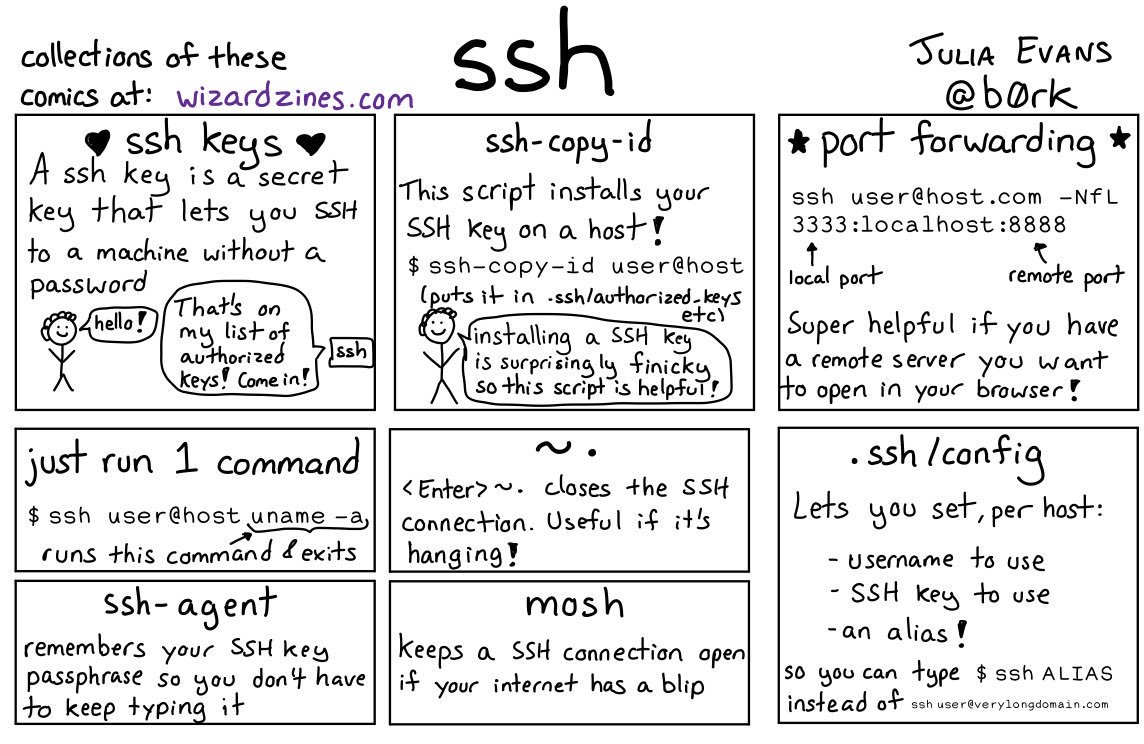 collections of these
comics at: wizardzines.com
ssh
JULIA EVANS
@b0rk
♥ ssh keys ♥
A ssh key is a secret
key that lets you SSH
to a machine without a
password
hello!
That's on
my list of
authorized
keys! Come in!
ssh
ssh-copy-id
This script installs your
SSH key on a host!
$ ssh-copy-id user@host
(puts it in .ssh/authorized_keys
etc)
installing a SSH key
is surprisingly finicky
so this script is helpful!
★ port forwarding ★
ssh user@host.com -NfL
3333:localhost:8888
local port
remote port
Super helpful if you have
a remote server you want
to open in your browser!
just run 1 command
$ ssh user@host uname -a
runs this command & exits
~.
<Enter>~. closes the SSH
connection. Useful if it's
hanging!
.ssh/config
Lets you set, per host:
- username to use
- SSH key to use
- an alias!
so you can type $ ssh ALIAS
instead of ssh user@verylongdomain.com
ssh-agent
remembers your SSH key
passphrase so you don't have
to keep typing it
mosh
keeps a SSH connection open
if your internet has a blip